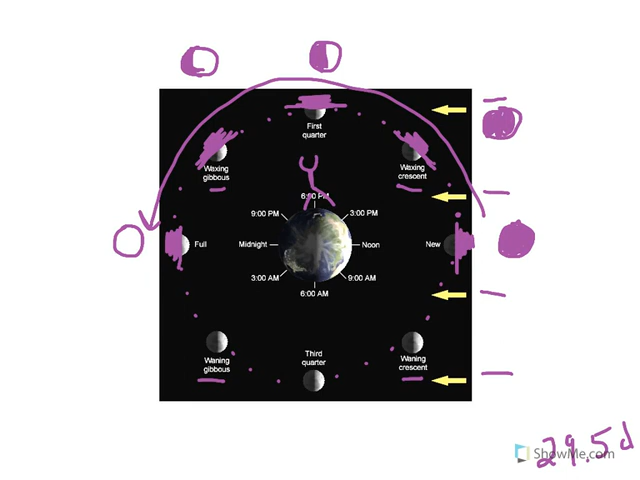 First
quarter
Waxing
gibbous
Waxing
crescent
6:00 PM
9:00 PM
3:00 PM
Full
Midnight
Noon
New
3:00 AM
9:00 AM
6:00 AM
Waning
gibbous
Third
quarter
Waning
crescent
29.5 d
ShowMe.com